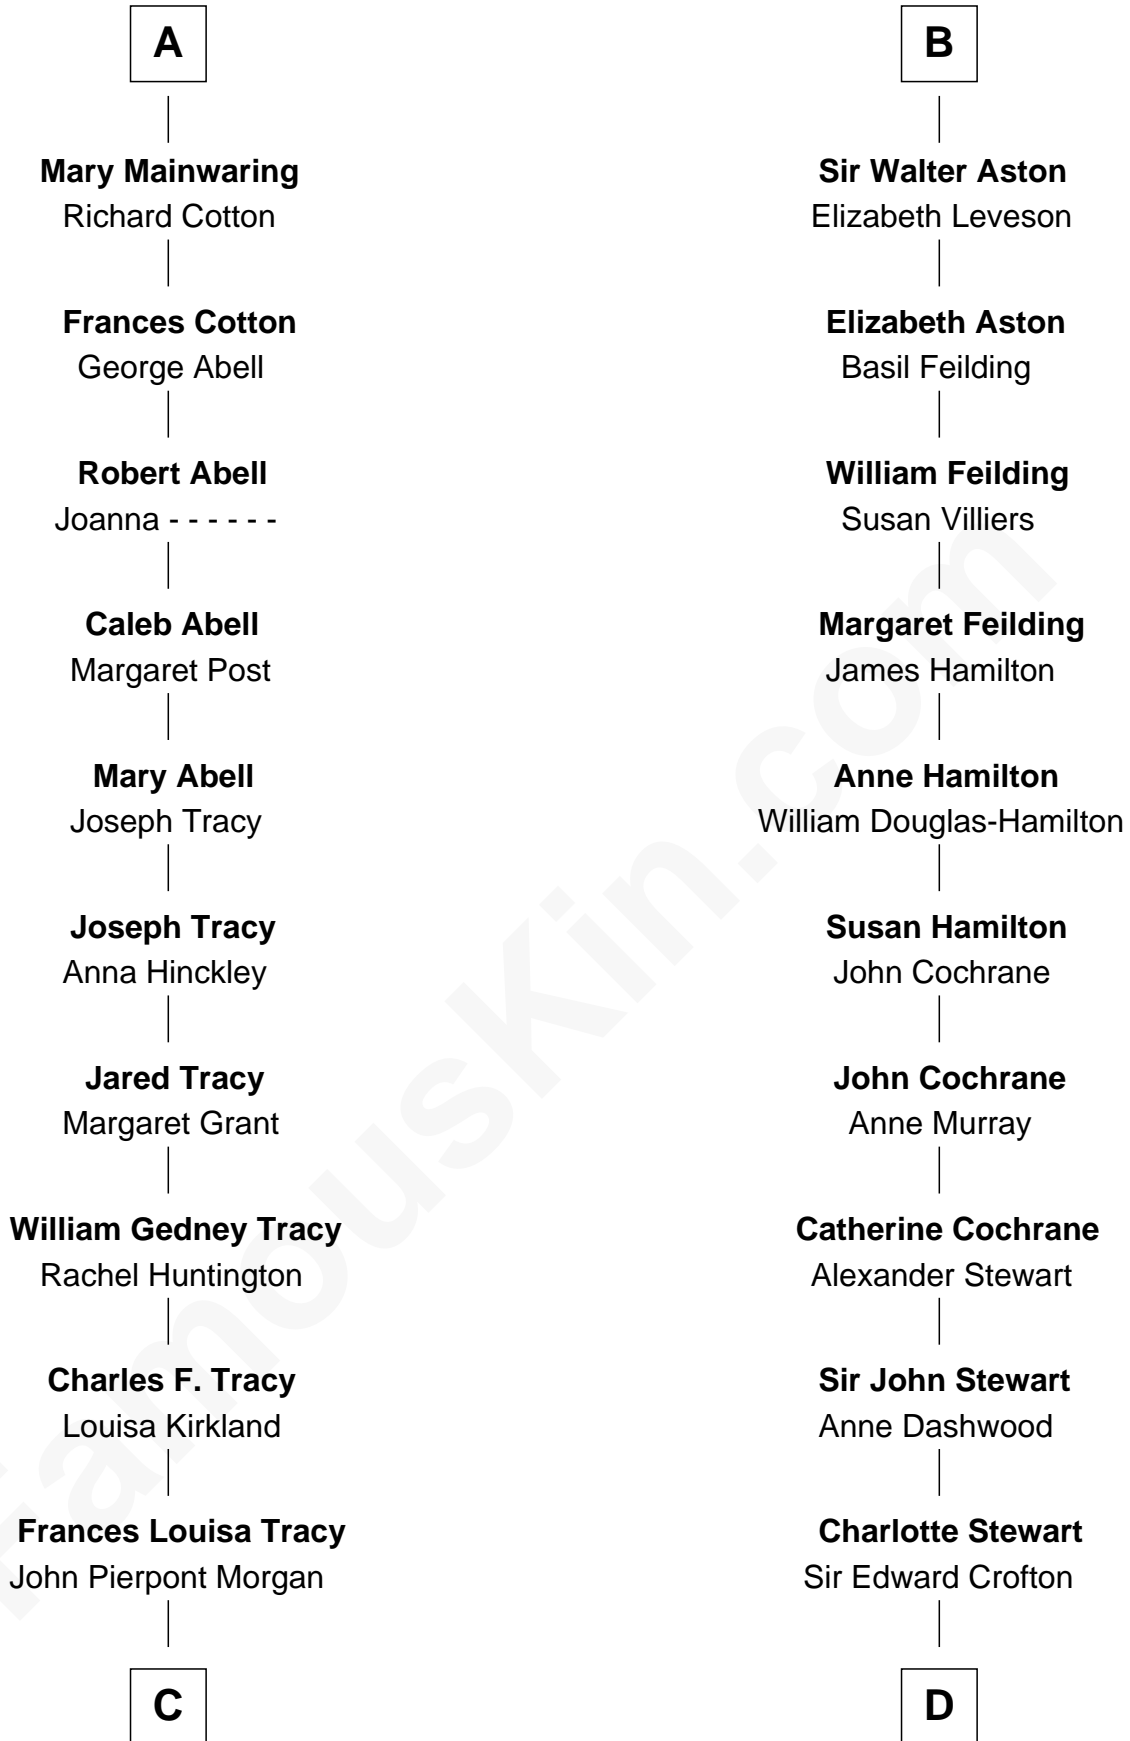 A
Mary Mainwaring
Richard Cotton
Frances Cotton
George Abell
Robert Abell
Joanna - - - - - -
Caleb Abell
Margaret Post
Mary Abell
Joseph Tracy
Joseph Tracy
Anna Hinckley
Jared Tracy
Margaret Grant
William Gedney Tracy
Rachel Huntington
Charles F. Tracy
Louisa Kirkland
Frances Louisa Tracy
John Pierpont Morgan
C
B
Sir Walter Aston
Elizabeth Leveson
Elizabeth Aston
Basil Feilding
William Feilding
Susan Villiers
Margaret Feilding
James Hamilton
Anne Hamilton
William Douglas-Hamilton
Susan Hamilton
John Cochrane
John Cochrane
Anne Murray
Catherine Cochrane
Alexander Stewart
Sir John Stewart
Anne Dashwood
Charlotte Stewart
Sir Edward Crofton
D
FamousKin.com